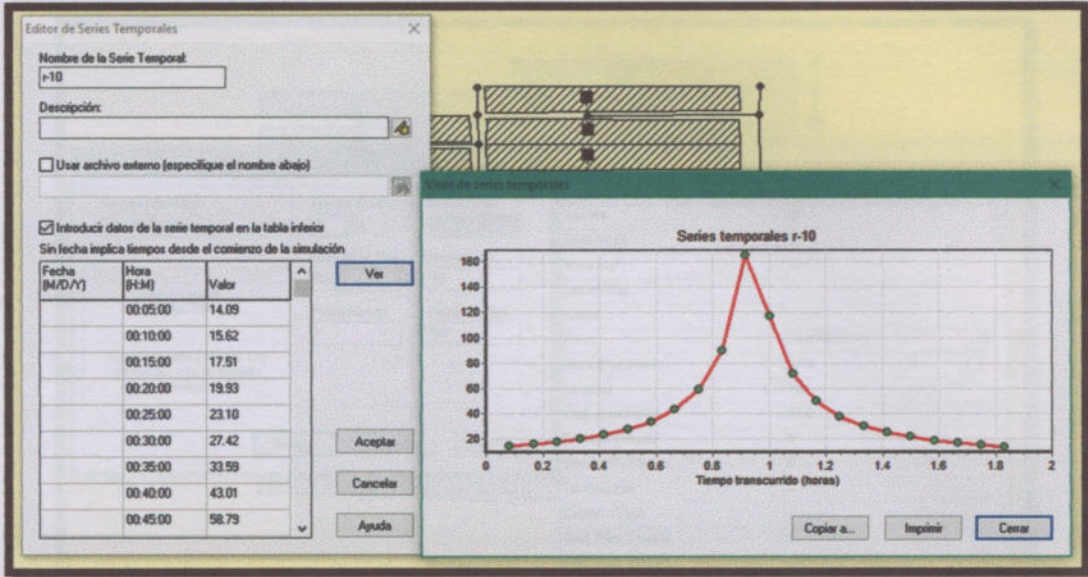 Editor de Series Temporales
Nombre de la Serie Temporal:
r-10
Descripción:
Usar archivo externo (especifique el nombre abajo)
Introducir datos de la serie temporal en la tabla inferior
Sin fecha implica tiempos desde el comienzo de la simulación
Fecha (M/D/Y) Hora (H:M) Valor
00:05:00 14.09
00:10:00 15.62
00:15:00 17.51
00:20:00 19.93
00:25:00 23.10
00:30:00 27.42
00:35:00 33.59
00:40:00 43.01
00:45:00 58.79
Ver
Aceptar
Cancelar
Ayuda
Visor de series temporales
Series temporales r-10
160
140
120
100
80
60
40
20
0 0.2 0.4 0.6 0.8 1 1.2 1.4 1.6 1.8 2
Tiempo transcurrido (horas)
Copiar a... Imprimir Cerrar